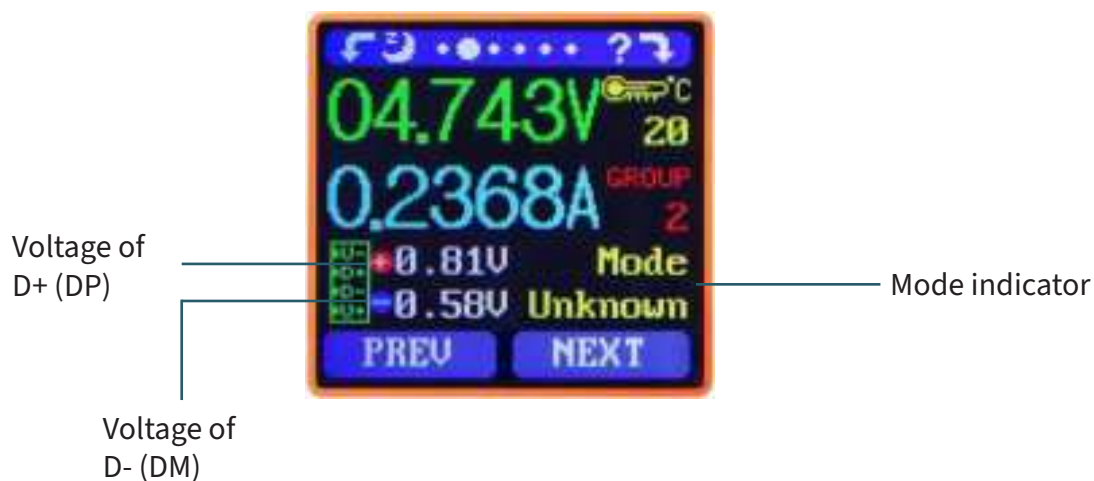 ?
04.743V
°C
20
0.2368A
GROUP
2
Voltage of
D+ (DP)
0.81V
Mode
Mode indicator
0.58V
Unknown
PREV
NEXT
Voltage of
D- (DM)